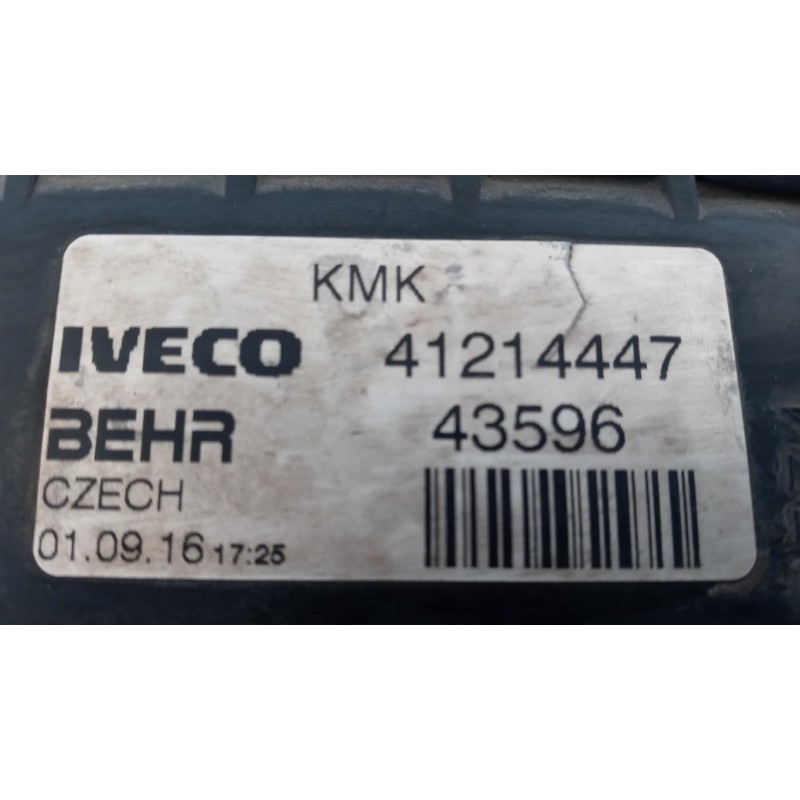 KMK
IVECO 41214447
BEHR 43596
CZECH
01.09.16 17:25